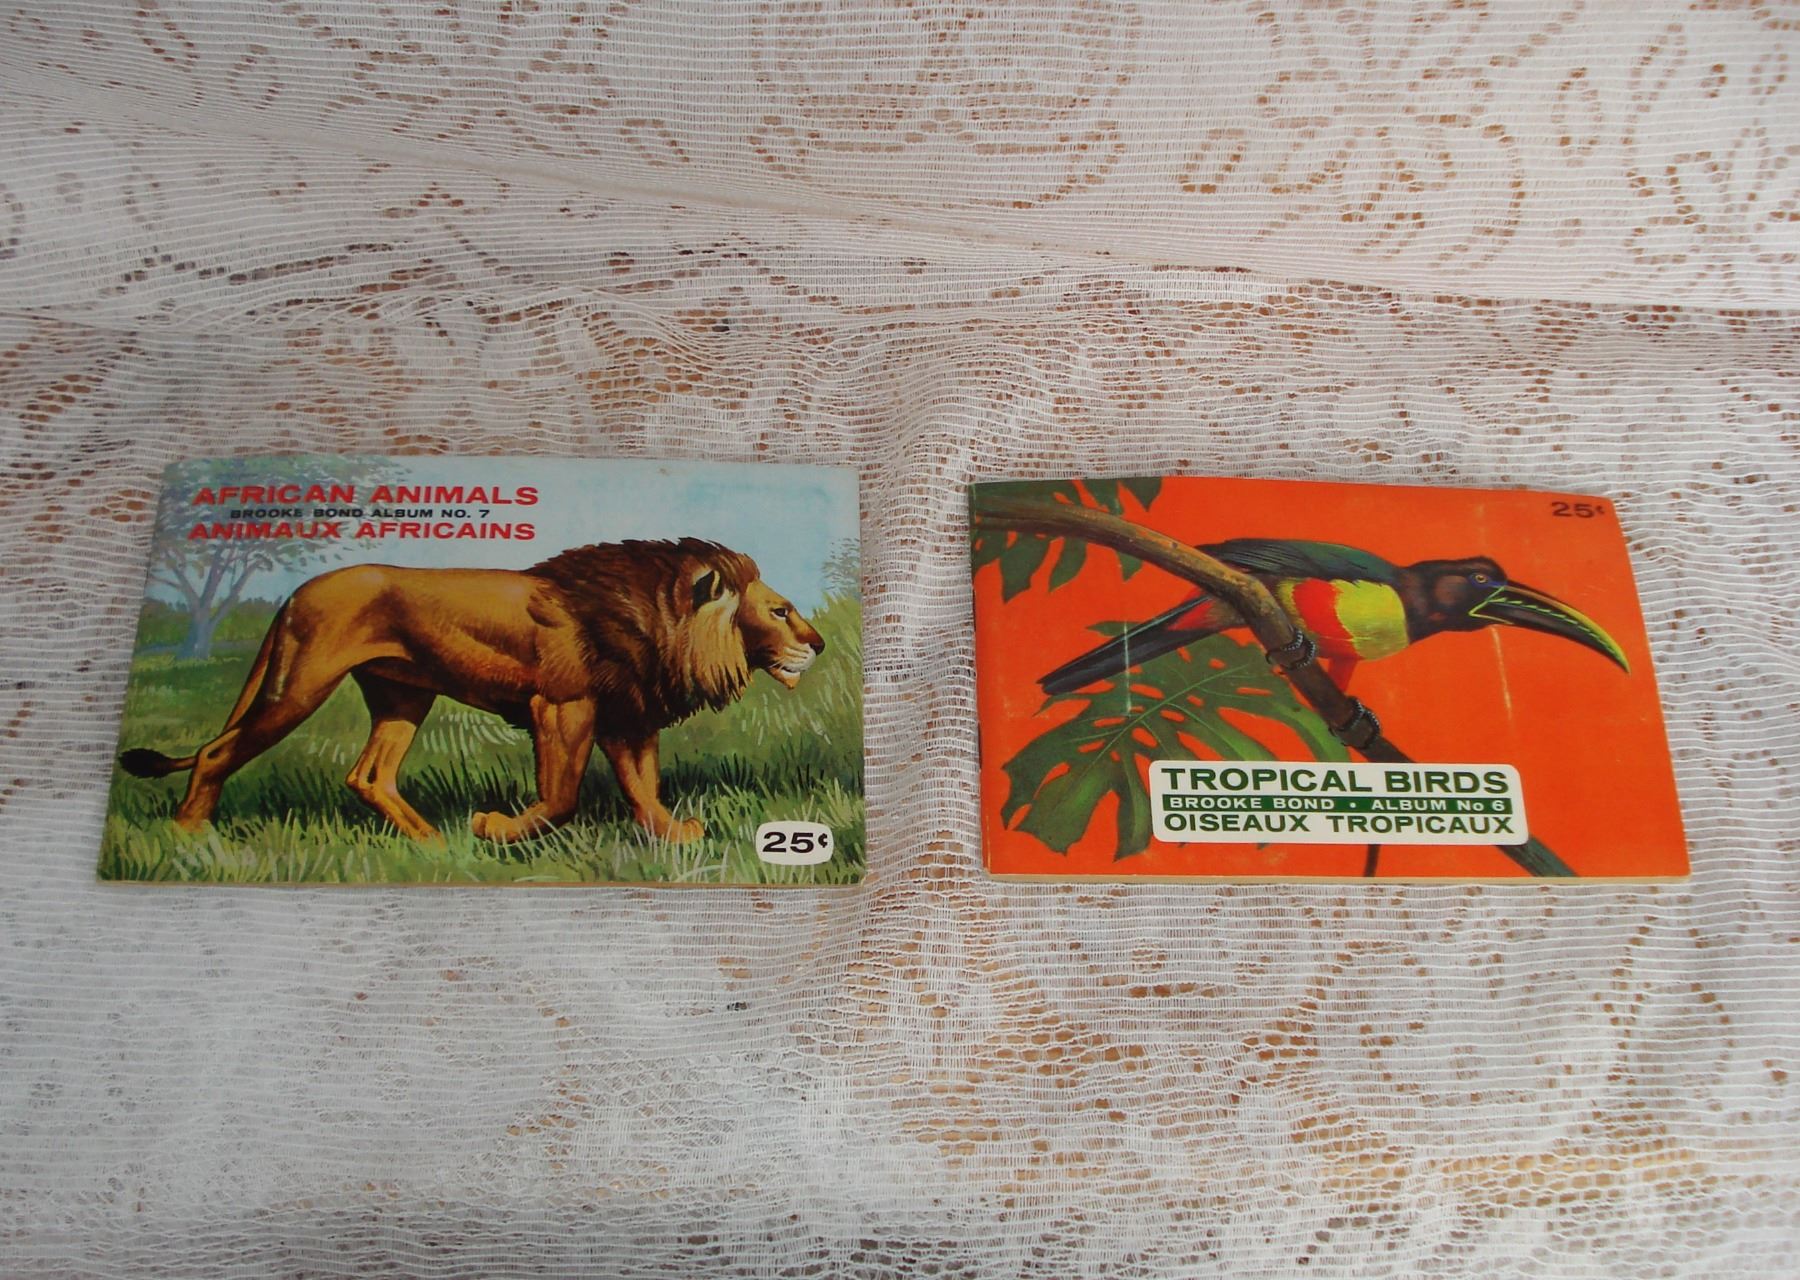 AFRICAN ANIMALS
BROOKE BOND ALBUM NO. 7
ANIMAUX AFRICAINS
25¢
25¢
TROPICAL BIRDS
BROOKE BOND • ALBUM No 6
OISEAUX TROPICAUX